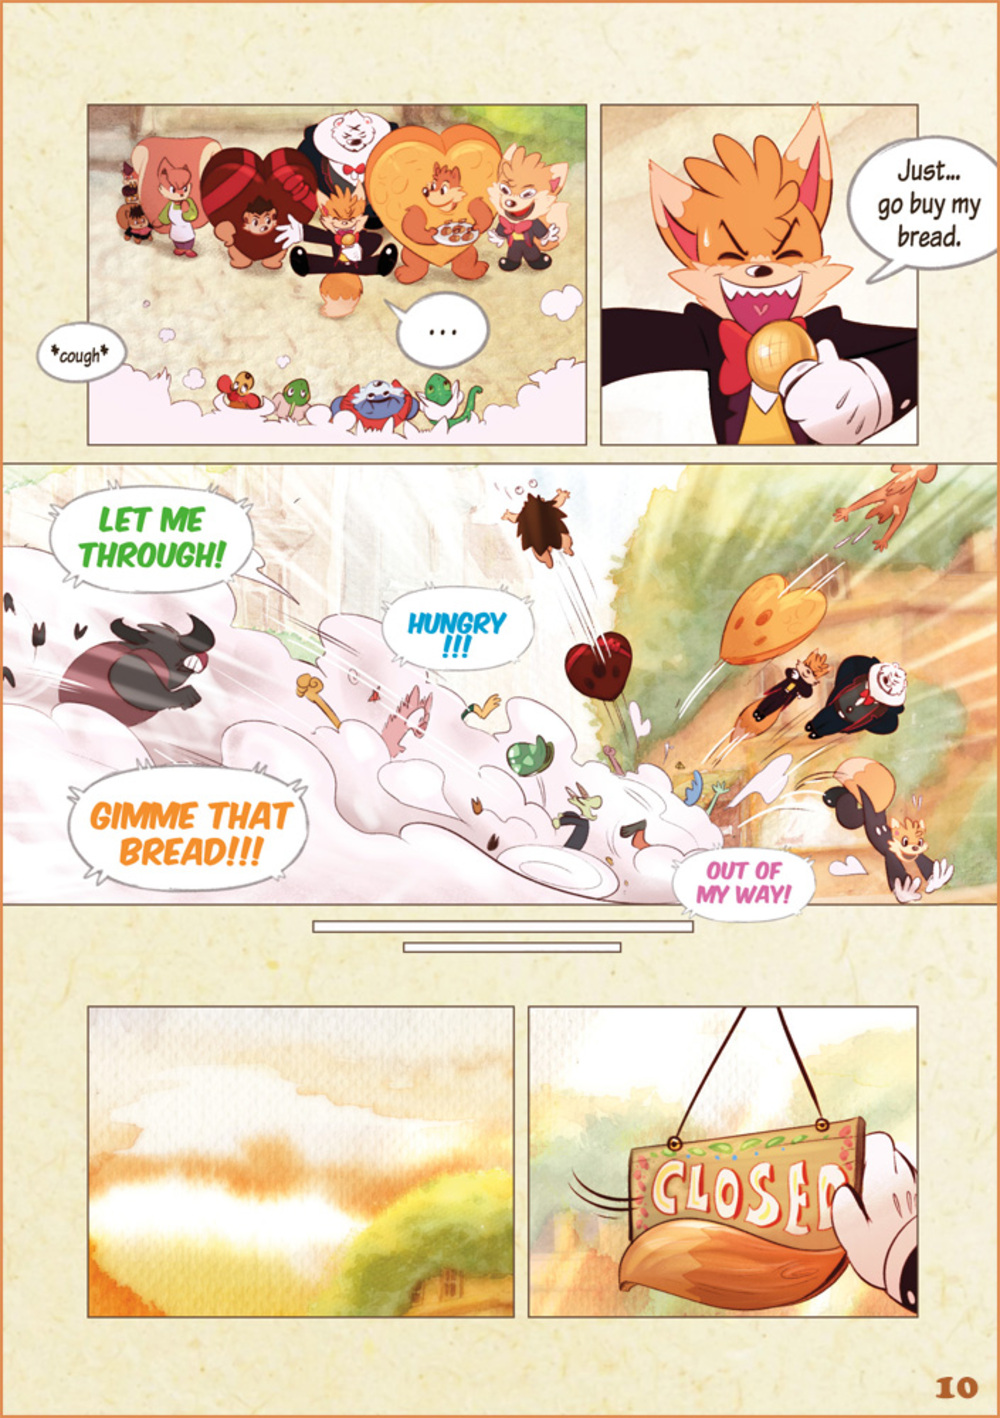 *cough*
...
Just...
go buy my
bread.
LET ME
THROUGH!
HUNGRY
!!!
GIMME THAT
BREAD!!!
OUT OF
MY WAY!
CLOSED
10